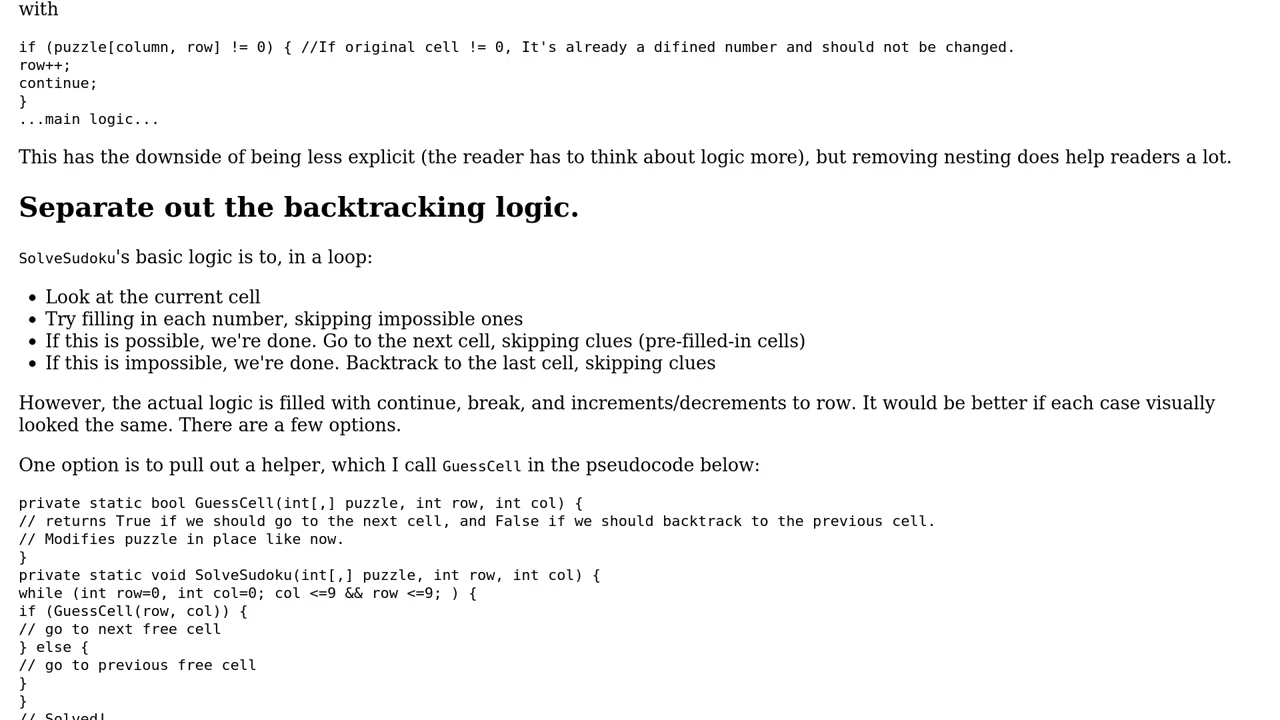 with
if (puzzle[column, row] != 0) { //If original cell != 0, It's already a difined number and should not be changed.
row++;
continue;
}
...main logic...
This has the downside of being less explicit (the reader has to think about logic more), but removing nesting does help readers a lot.
Separate out the backtracking logic.
SolveSudoku's basic logic is to, in a loop:
• Look at the current cell
• Try filling in each number, skipping impossible ones
• If this is possible, we're done. Go to the next cell, skipping clues (pre-filled-in cells)
• If this is impossible, we're done. Backtrack to the last cell, skipping clues
However, the actual logic is filled with continue, break, and increments/decrements to row. It would be better if each case visually
looked the same. There are a few options.
One option is to pull out a helper, which I call GuessCell in the pseudocode below:
private static bool GuessCell(int[,] puzzle, int row, int col) {
// returns True if we should go to the next cell, and False if we should backtrack to the previous cell.
// Modifies puzzle in place like now.
}
private static void SolveSudoku(int[,] puzzle, int row, int col) {
while (int row=0, int col=0; col <=9 && row <=9; ) {
if (GuessCell(row, col)) {
// go to next free cell
} else {
// go to previous free cell
}
}
// Solved!